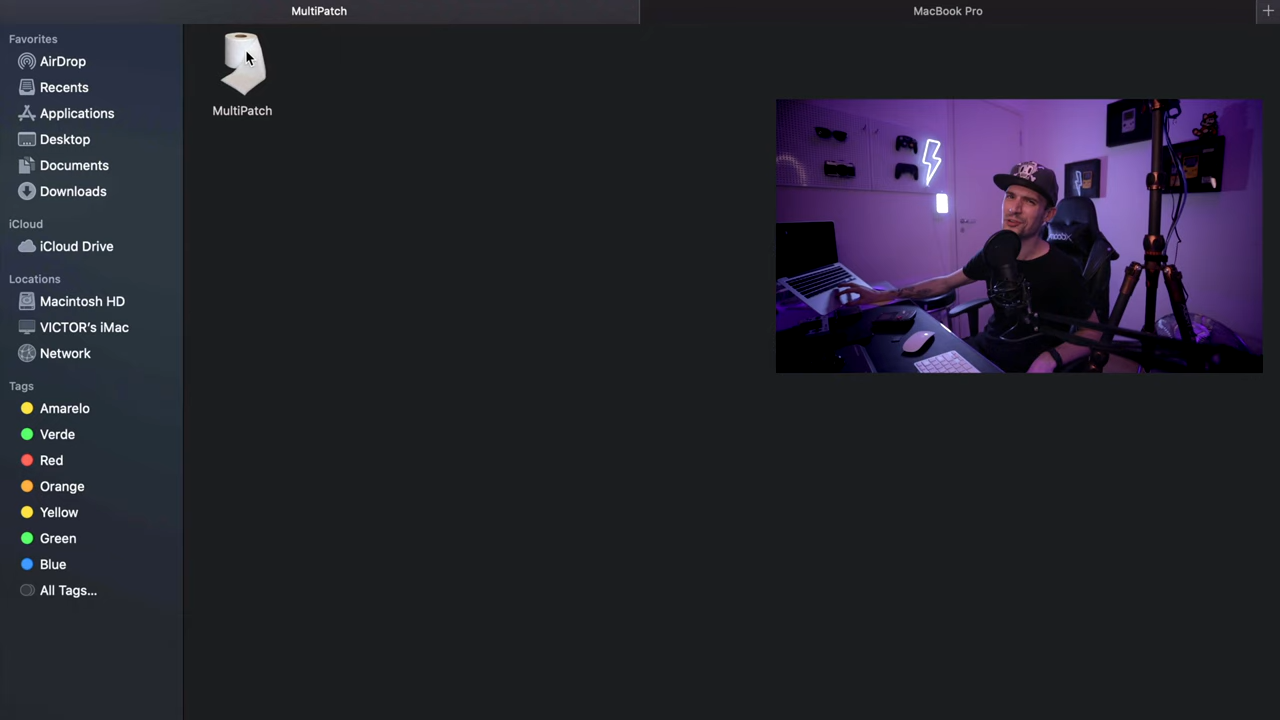 MultiPatch
MacBook Pro
Favorites
AirDrop
Recents
Applications
Desktop
Documents
Downloads
iCloud
iCloud Drive
Locations
Macintosh HD
VICTOR's iMac
Network
Tags
Amarelo
Verde
Red
Orange
Yellow
Green
Blue
All Tags...
MultiPatch